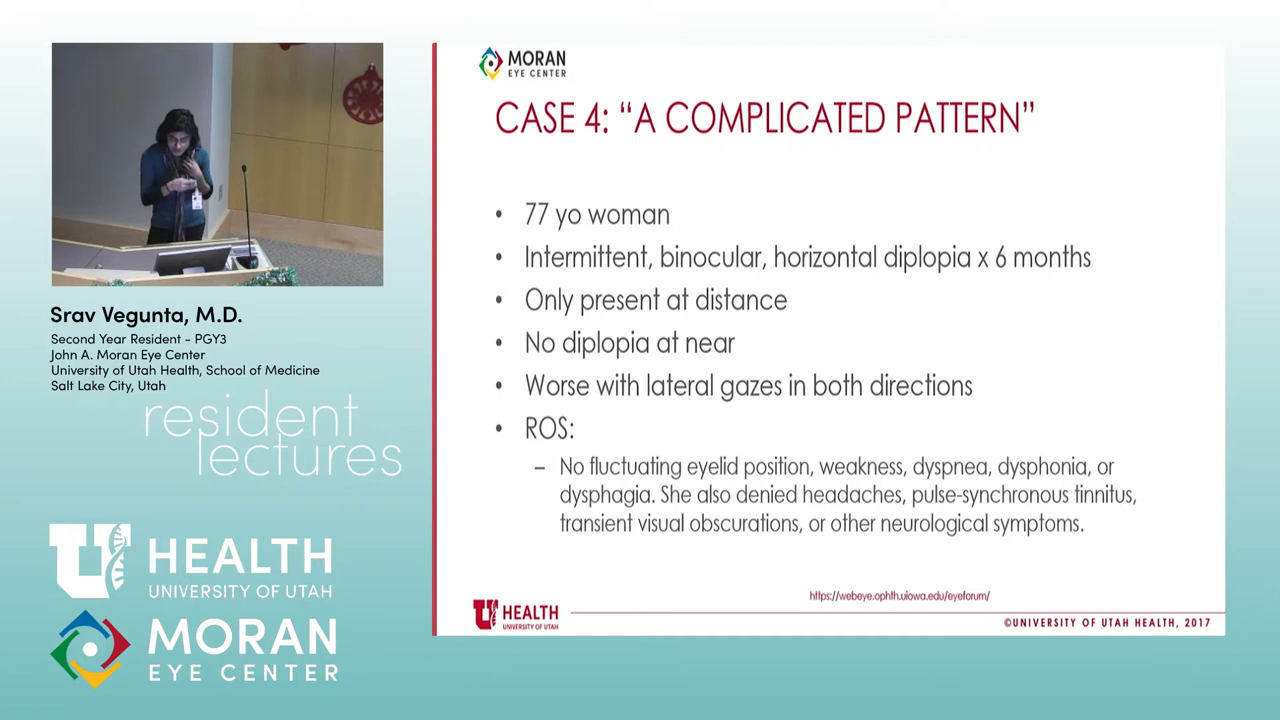 MORAN
EYE CENTER
CASE 4: “A COMPLICATED PATTERN”
• 77 yo woman
• Intermittent, binocular, horizontal diplopia x 6 months
• Only present at distance
• No diplopia at near
• Worse with lateral gazes in both directions
• ROS:
– No fluctuating eyelid position, weakness, dyspnea, dysphonia, or
dysphagia. She also denied headaches, pulse-synchronous tinnitus,
transient visual obscurations, or other neurological symptoms.
https://webeye.ophth.uiowa.edu/eyeforum/
U HEALTH
UNIVERSITY OF UTAH
©UNIVERSITY OF UTAH HEALTH, 2017
Srav Vegunta, M.D.
Second Year Resident - PGY3
John A. Moran Eye Center
University of Utah Health, School of Medicine
Salt Lake City, Utah
resident
lectures
U HEALTH
UNIVERSITY OF UTAH
MORAN
EYE CENTER